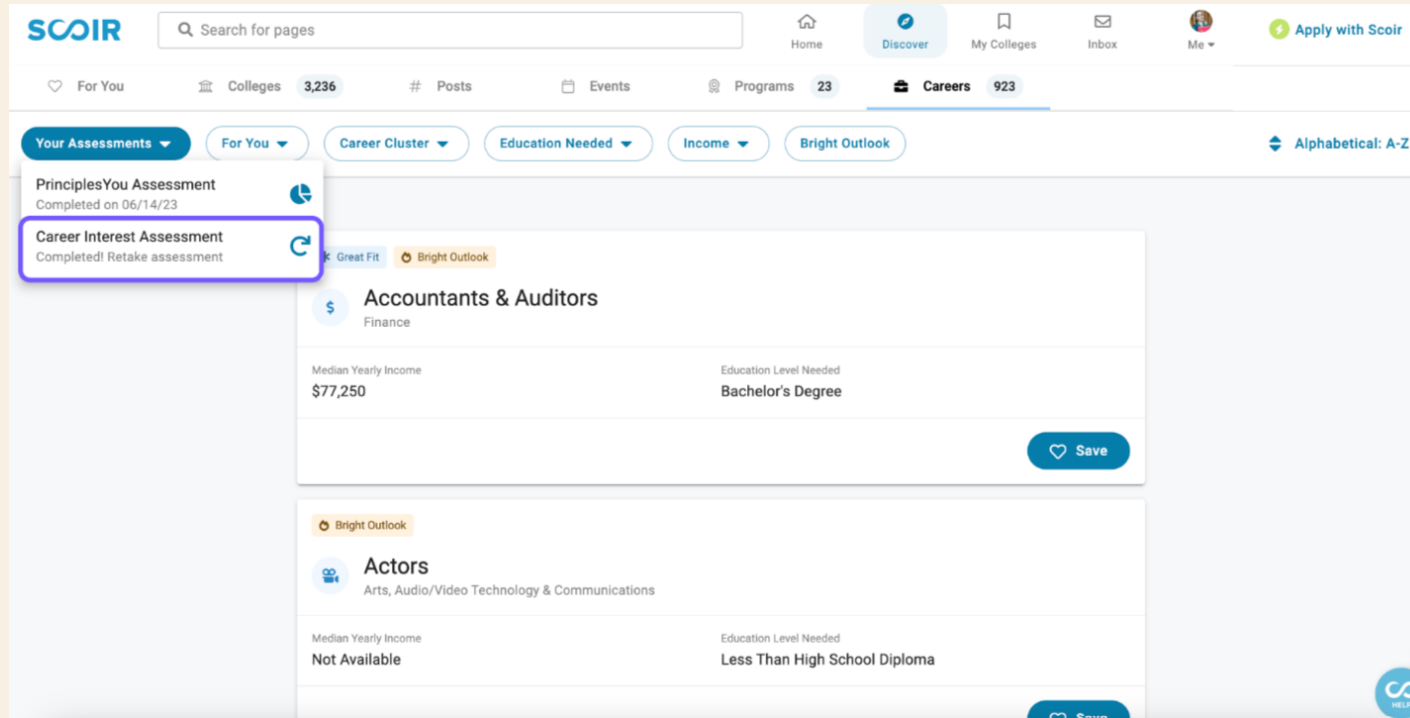 SCOIR
Search for pages
Home
Discover
My Colleges
Inbox
Me
Apply with Scoir
For You
Colleges 3,236
# Posts
Events
Programs 23
Careers 923
Your Assessments
For You
Career Cluster
Education Needed
Income
Bright Outlook
Alphabetical: A-Z
PrinciplesYou Assessment
Completed on 06/14/23
Career Interest Assessment
Completed! Retake assessment
Great Fit
Bright Outlook
Accountants & Auditors
Finance
Median Yearly Income
$77,250
Education Level Needed
Bachelor's Degree
Save
Bright Outlook
Actors
Arts, Audio/Video Technology & Communications
Median Yearly Income
Not Available
Education Level Needed
Less Than High School Diploma
Save
HELP